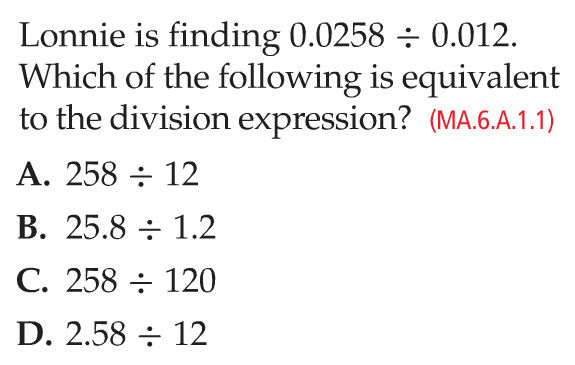 Lonnie is finding 0.0258 ÷ 0.012.
Which of the following is equivalent
to the division expression? (MA.6.A.1.1)
A. 258 ÷ 12
B. 25.8 ÷ 1.2
C. 258 ÷ 120
D. 2.58 ÷ 12